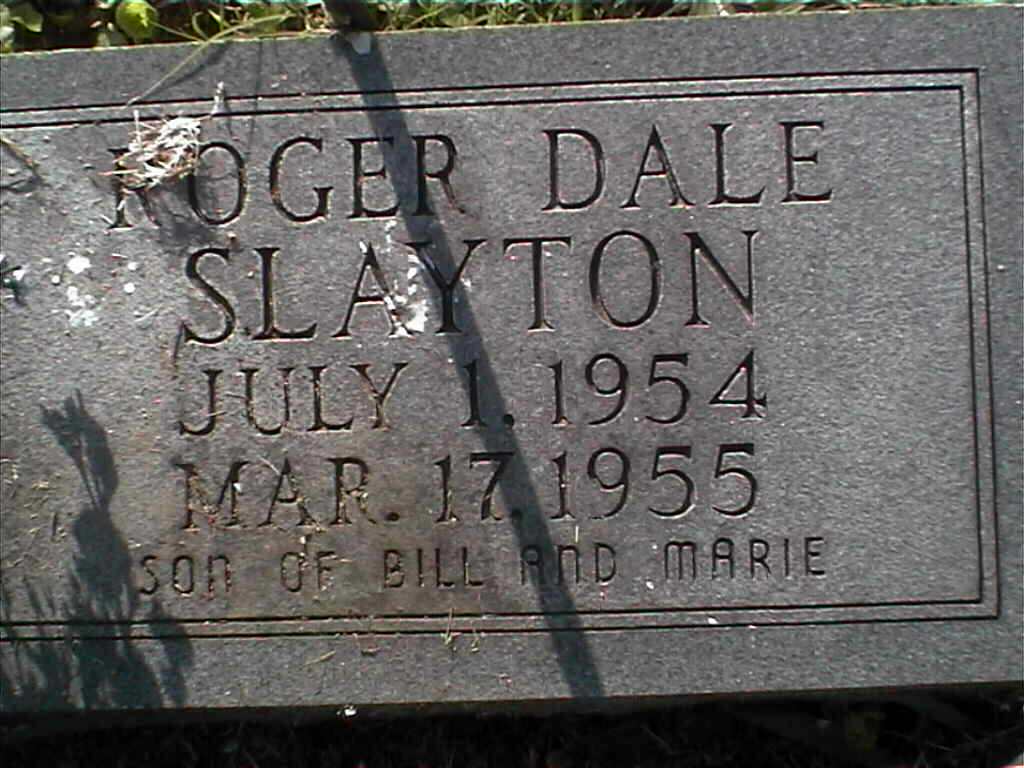 ROGER DALE
SLAYTON
JULY 1. 1954
MAR. 17. 1955
SON OF BILL AND MARIE